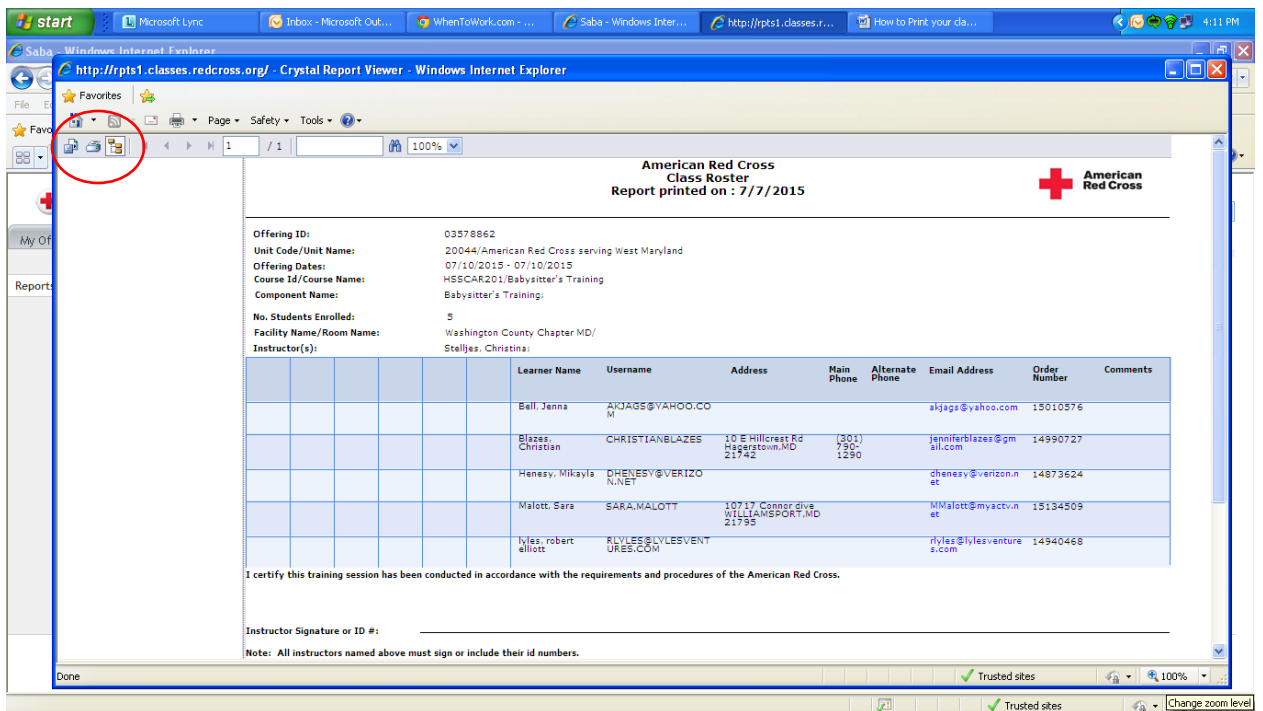 start
Microsoft Lync
Inbox - Microsoft Out...
WhenToWork.com - ...
Saba - Windows Inter...
http://rpts1.classes.r...
How to Print your cla...
4:11 PM
Saba - Windows Internet Explorer
http://rpts1.classes.redcross.org/ - Crystal Report Viewer - Windows Internet Explorer
File
Favorites
Page Safety Tools
1 / 1 100%
American Red Cross
Class Roster
Report printed on : 7/7/2015
American
Red Cross
My Of
Reports
Offering ID: 03578862
Unit Code/Unit Name: 20044/American Red Cross serving West Maryland
Offering Dates: 07/10/2015 - 07/10/2015
Course Id/Course Name: HSSCAR201/Babysitter's Training
Component Name: Babysitter's Training;
No. Students Enrolled: 5
Facility Name/Room Name: Washington County Chapter MD/
Instructor(s): Stelljes, Christina;
Learner Name Username Address Main Phone Alternate Phone Email Address Order Number Comments
Bell, Jenna AKJAGS@YAHOO.COM akjags@yahoo.com 15010576
Blazes, Christian CHRISTIANBLAZES 10 E Hillcrest Rd Hagerstown,MD 21742 (301) 790-1290 jenniferblazes@gmail.com 14990727
Henesy, Mikayla DHENESY@VERIZON.NET dhenesy@verizon.net 14873624
Malott, Sara SARA.MALOTT 10717 Connor dive WILLIAMSPORT,MD 21795 MMalott@myactv.net 15134509
lyles, robert elliott RLYLES@LYLESVENTURES.COM rlyles@lylesventures.com 14940468
I certify this training session has been conducted in accordance with the requirements and procedures of the American Red Cross.
Instructor Signature or ID #:
Note: All instructors named above must sign or include their id numbers.
Done
Trusted sites
100%
Trusted sites
Change zoom level